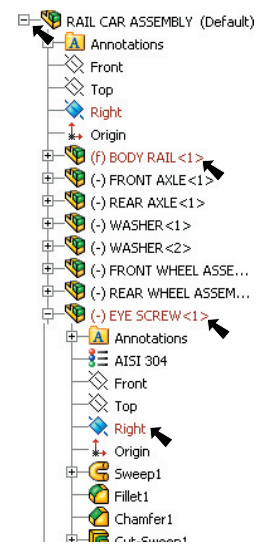 RAIL CAR ASSEMBLY (Default)
Annotations
Front
Top
Right
Origin
(f) BODY RAIL<1>
(-) FRONT AXLE<1>
(-) REAR AXLE<1>
(-) WASHER<1>
(-) WASHER<2>
(-) FRONT WHEEL ASSE...
(-) REAR WHEEL ASSEM...
(-) EYE SCREW<1>
Annotations
AISI 304
Front
Top
Right
Origin
Sweep1
Fillet1
Chamfer1
Cut-Sweep1